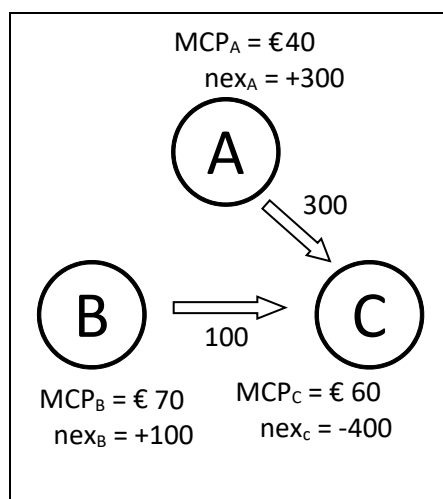 MCPA = €40
nexA = +300
A
300
B
C
100
MCPB = € 70
nexB = +100
MCPC = € 60
nexc = -400